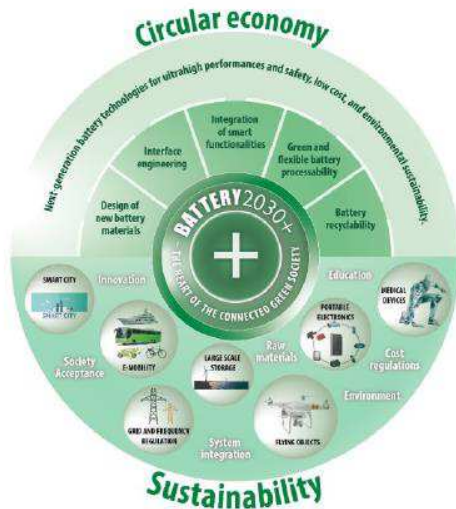 Circular economy
Next-generation battery technologies for ultrahigh performances and safety, low cost, and environmental sustainability.
Integration
of smart
functionalities
Interface
engineering
Green and
flexible battery
processability
Design of
new battery
materials
Battery
recyclability
BATTERY2030+
+
THE HEART OF THE CONNECTED GREEN SOCIETY
SMART CITY
SMART CITY
Innovation
Education
MEDICAL
DEVICES
PORTABLE
ELECTRONICS
Society
Acceptance
E-MOBILITY
LARGE SCALE
STORAGE
Raw
materials
Cost
regulations
GRID AND FREQUENCY
REGULATION
System
integration
FLYING OBJECTS
Environment
Sustainability